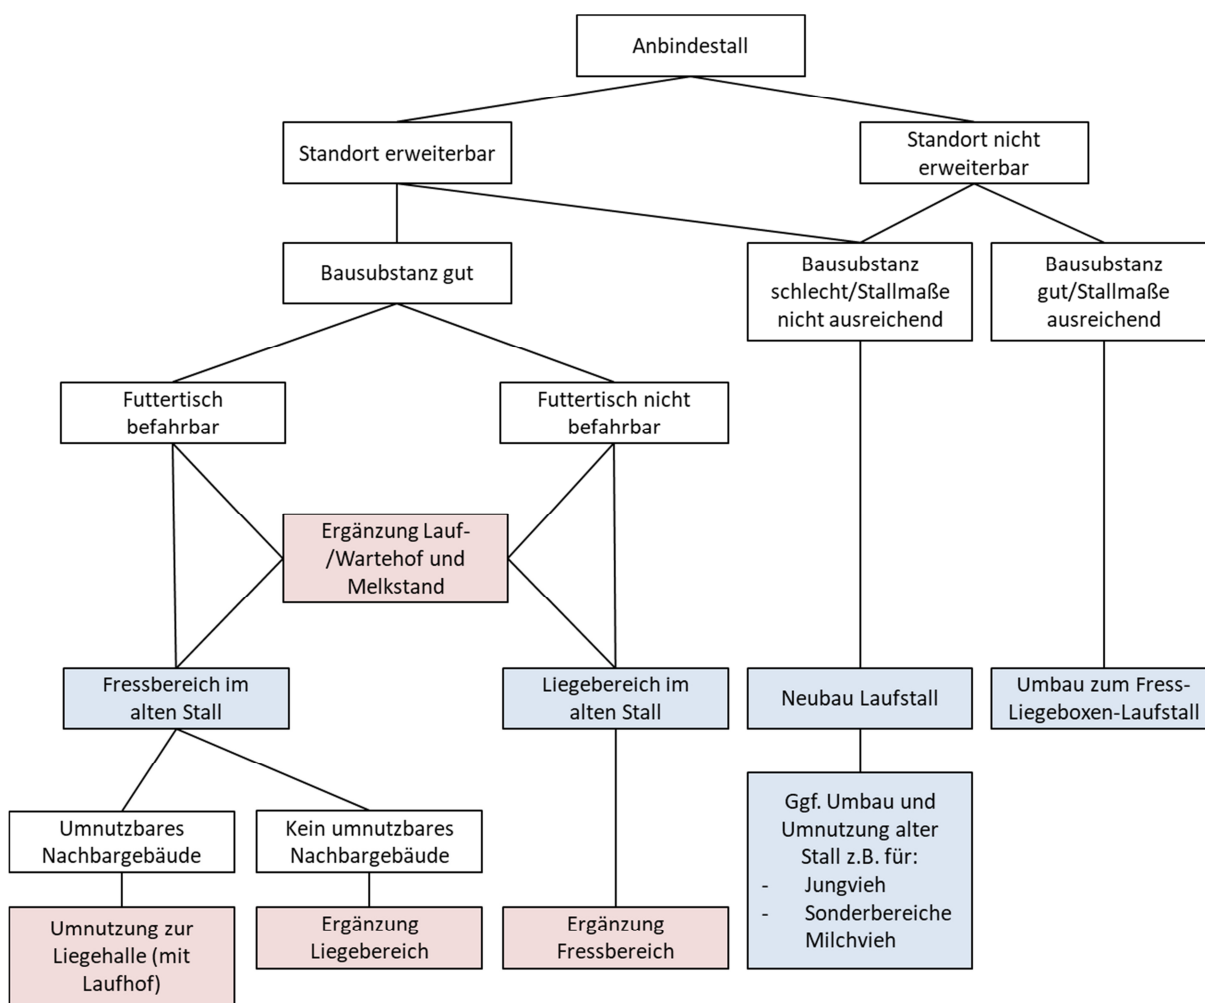 Anbindestall
Standort erweiterbar
Standort nicht
erweiterbar
Bausubstanz gut
Bausubstanz
schlecht/Stallmaße
nicht ausreichend
Bausubstanz
gut/Stallmaße
ausreichend
Futtertisch
befahrbar
Futtertisch nicht
befahrbar
Ergänzung Lauf-
/Wartehof und
Melkstand
Fressbereich im
alten Stall
Liegebereich im
alten Stall
Neubau Laufstall
Umbau zum Fress-
Liegeboxen-Laufstall
Umnutzbares
Nachbargebäude
Kein umnutzbares
Nachbargebäude
Ggf. Umbau und
Umnutzung alter
Stall z.B. für:
- Jungvieh
- Sonderbereiche
Milchvieh
Umnutzung zur
Liegehalle (mit
Laufhof)
Ergänzung
Liegebereich
Ergänzung
Fressbereich